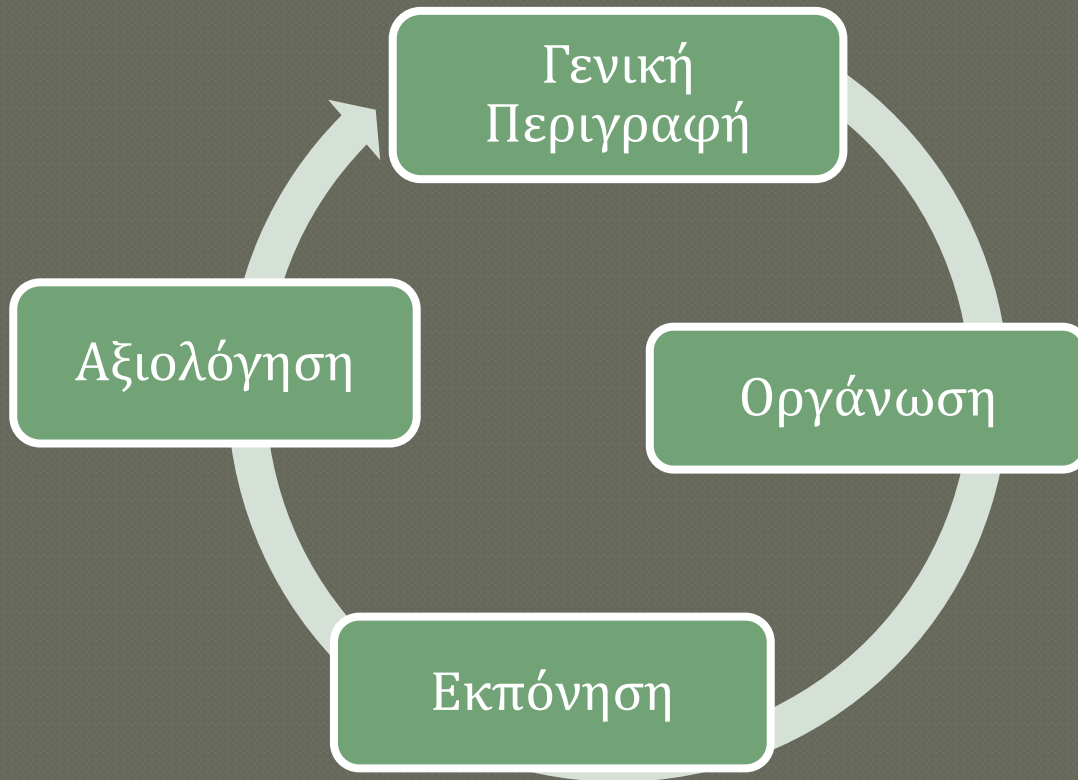 Γενική
Περιγραφή
Αξιολόγηση
Οργάνωση
Εκπόνηση